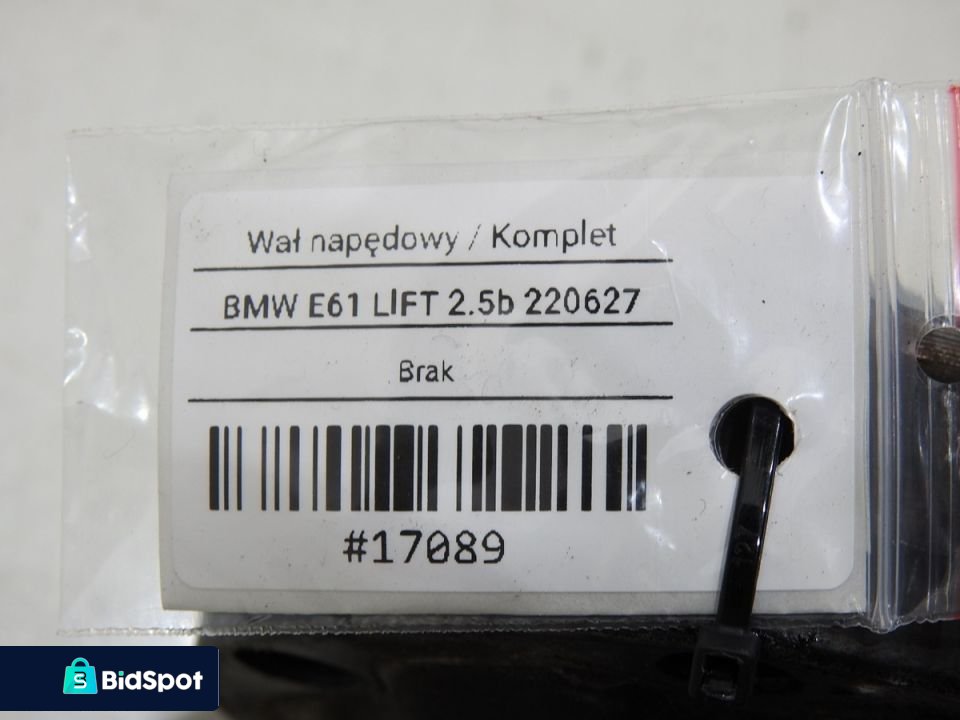 Wał napędowy / Komplet
BMW E61 LIFT 2.5b 220627
Brak
#17089
BidSpot